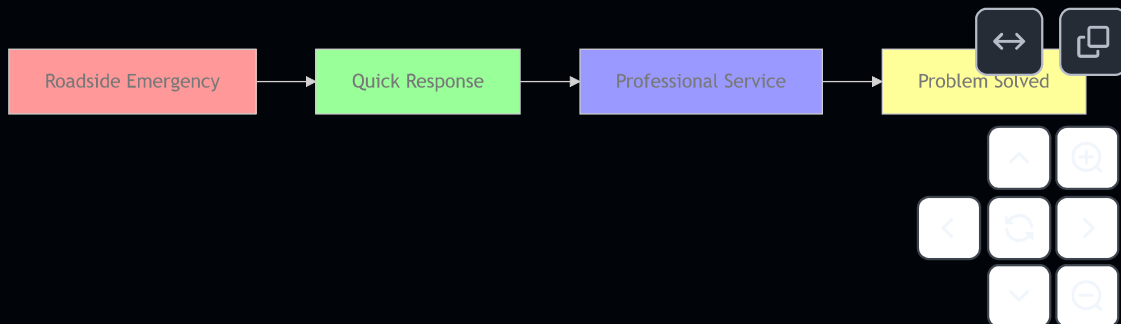 Roadside Emergency
Quick Response
Professional Service
Problem Solved